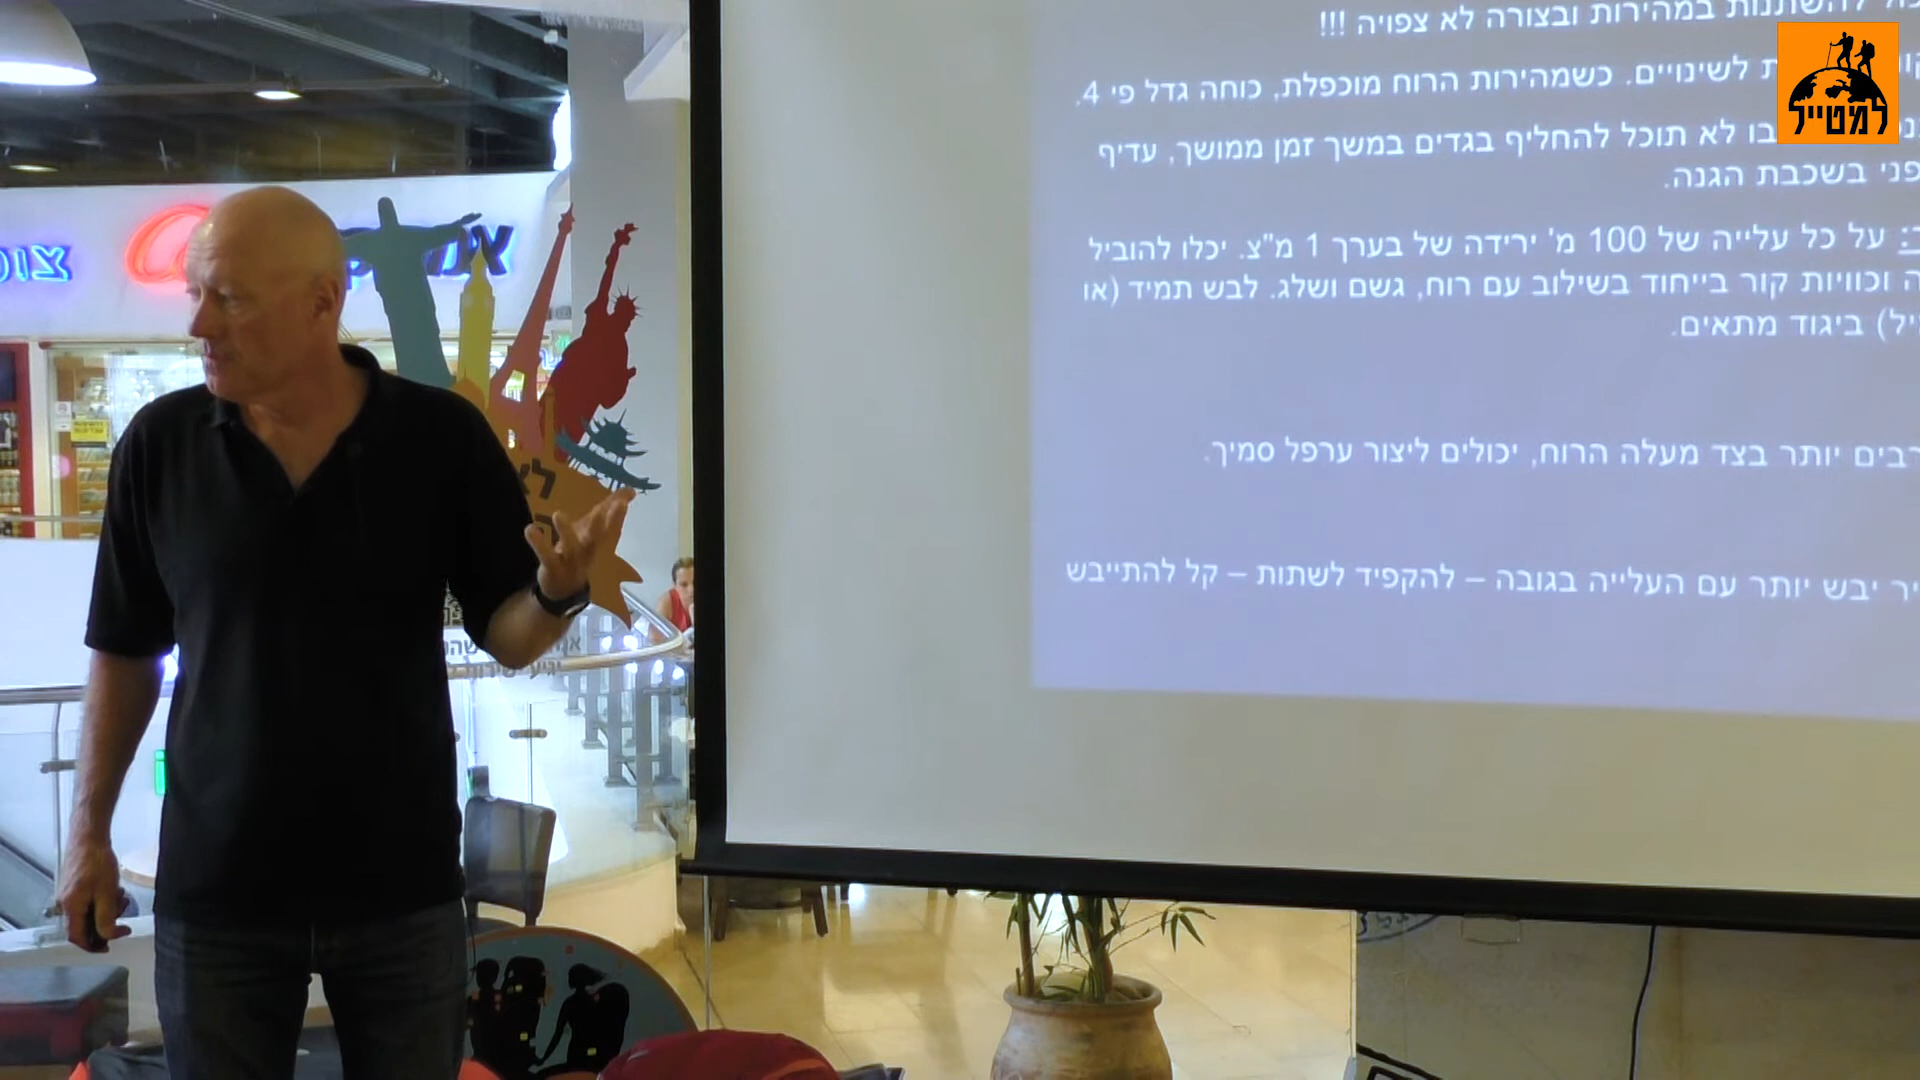 להשתנות במהירות ובצורה לא צפויה !!!
לשינויים. כשמהירות הרוח מוכפלת, כוחה גדל פי 4.
בו לא תוכל להחליף בגדים במשך זמן ממושך, עדיף
בשכבת הגנה.
על כל עלייה של 100 מ' ירידה של בערך 1 מ"צ. יכלו להוביל
וכוויות קור בייחוד בשילוב עם רוח, גשם ושלג. לבש תמיד (או
ביגוד מתאים.
רבים יותר בצד מעלה הרוח, יכולים ליצור ערפל סמיך.
יבש יותר עם העלייה בגובה – להקפיד לשתות – קל להתייבש
למטייל